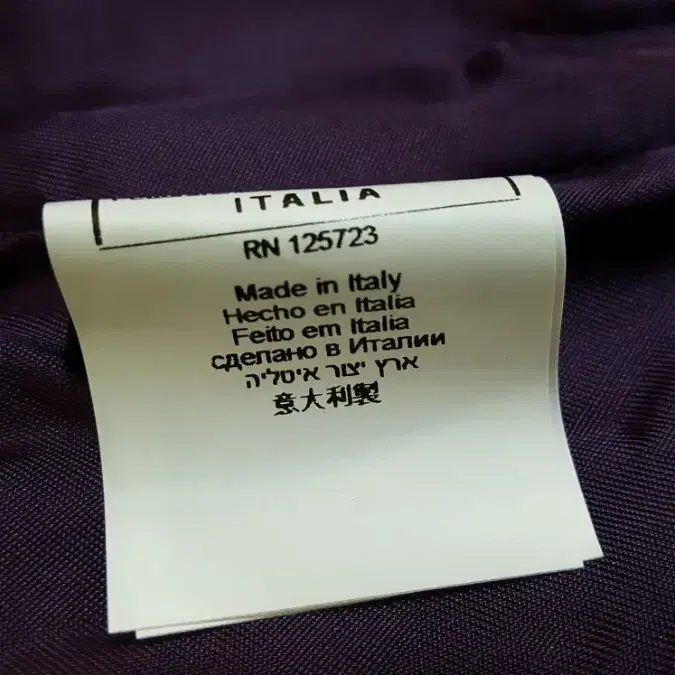 ITALIA
RN 125723
Made in Italy
Hecho en Italia
Feito em Italia
сделано в Италии
ארץ יצור איטליה
意大利製